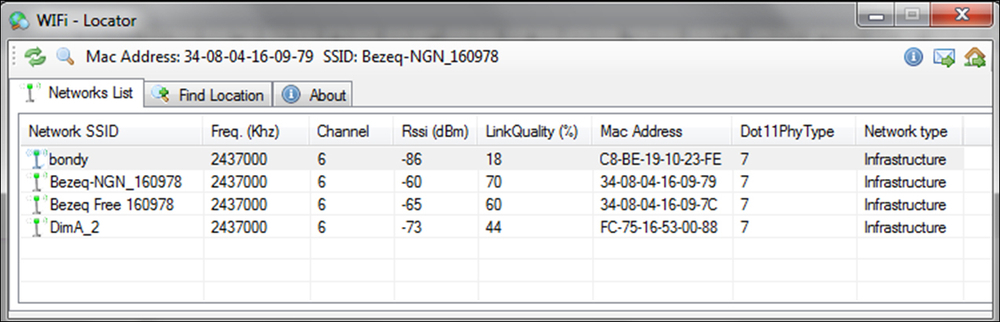 WIFi - Locator
Mac Address: 34-08-04-16-09-79 SSID: Bezeq-NGN_160978
Networks List Find Location About
Network SSID Freq. (Khz) Channel Rssi (dBm) LinkQuality (%) Mac Address Dot11PhyType Network type
bondy 2437000 6 -86 18 C8-BE-19-10-23-FE 7 Infrastructure
Bezeq-NGN_160978 2437000 6 -60 70 34-08-04-16-09-79 7 Infrastructure
Bezeq Free 160978 2437000 6 -65 60 34-08-04-16-09-7C 7 Infrastructure
DimA_2 2437000 6 -73 44 FC-75-16-53-00-88 7 Infrastructure